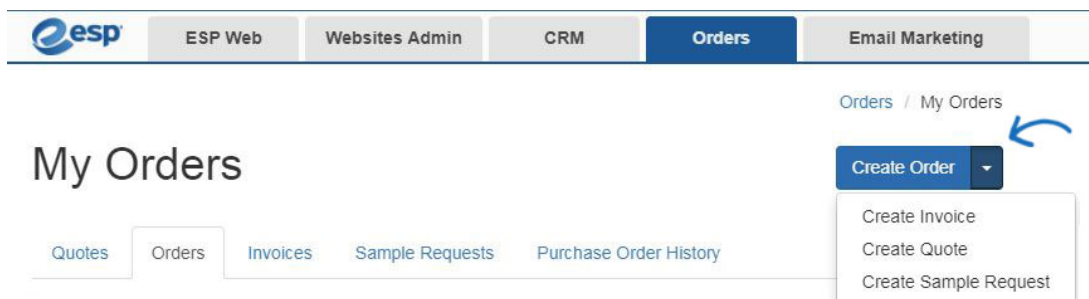 esp ESP Web Websites Admin CRM Orders Email Marketing
Orders / My Orders
My Orders
Create Order
Create Invoice
Create Quote
Create Sample Request
Quotes Orders Invoices Sample Requests Purchase Order History